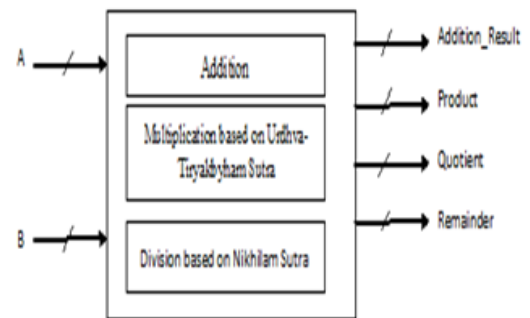 A
B
Addition
Multiplication based on Urdhva-
Tiryakbyham Sutra
Division based on Nikhilam Sutra
Addition_Result
Product
Quotient
Remainder